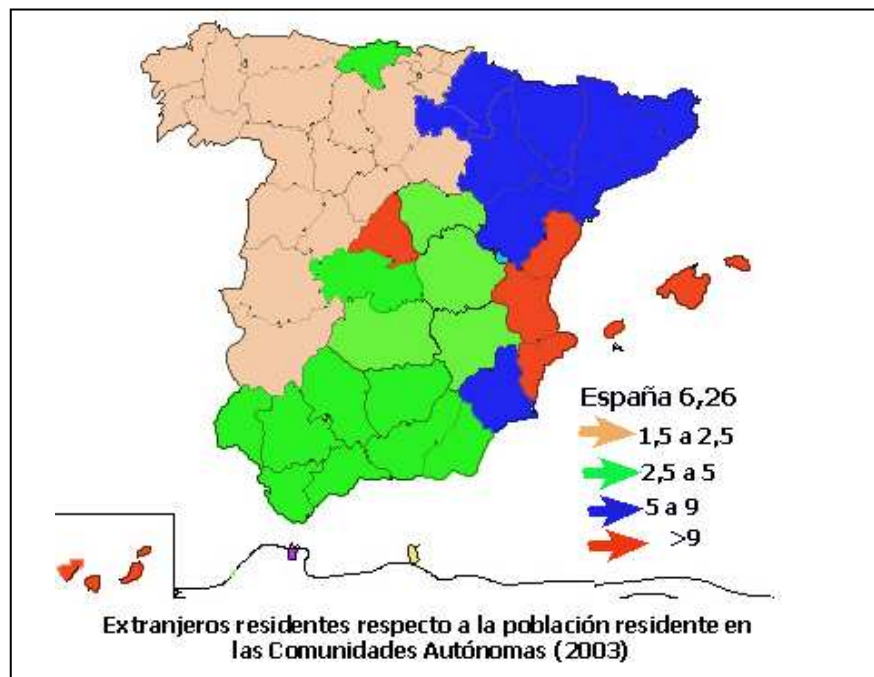 España 6,26
1,5 a 2,5
2,5 a 5
5 a 9
>9
Extranjeros residentes respecto a la población residente en
las Comunidades Autónomas (2003)